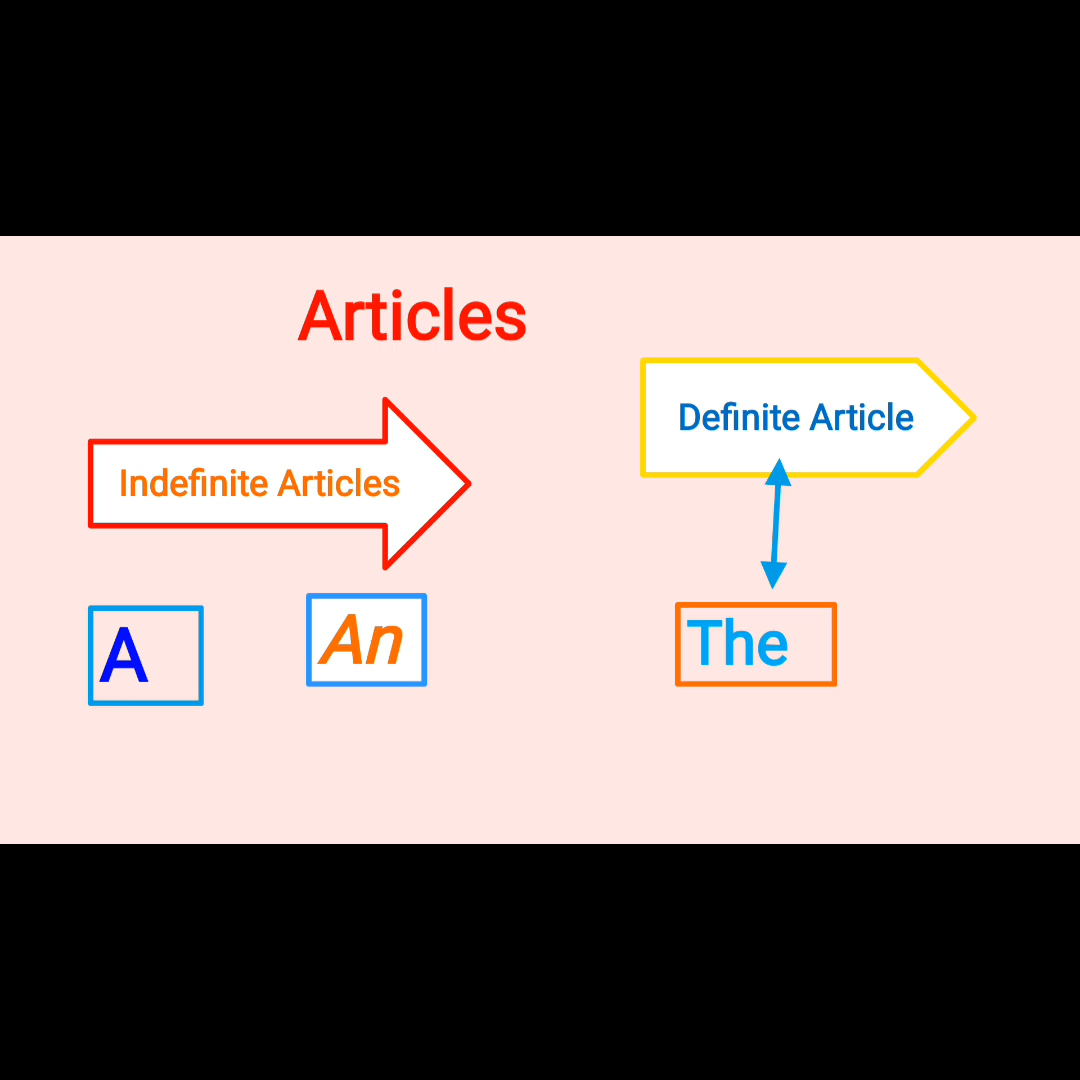 Articles
Definite Article
Indefinite Articles
A
An
The